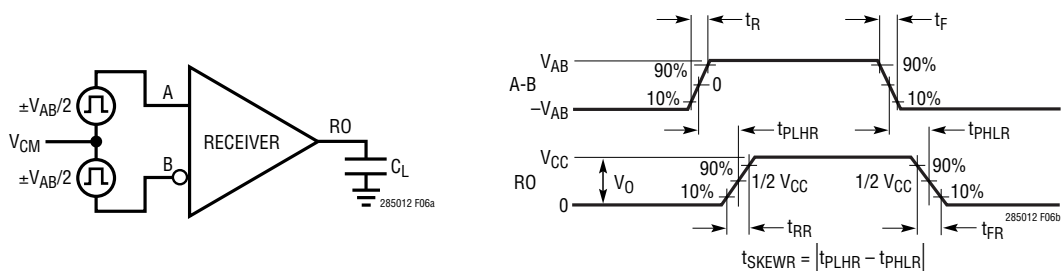 ±V_AB/2
V_CM
±V_AB/2
A
B
RECEIVER
RO
C_L
285012 F06a
t_R
t_F
V_AB
A-B
–V_AB
90%
0
10%
t_PLHR
t_PHLR
V_CC
RO
0
V_O
90%
1/2 V_CC
10%
1/2 V_CC
90%
10%
t_RR
t_FR
285012 F06b
t_SKEWR = |t_PLHR – t_PHLR|